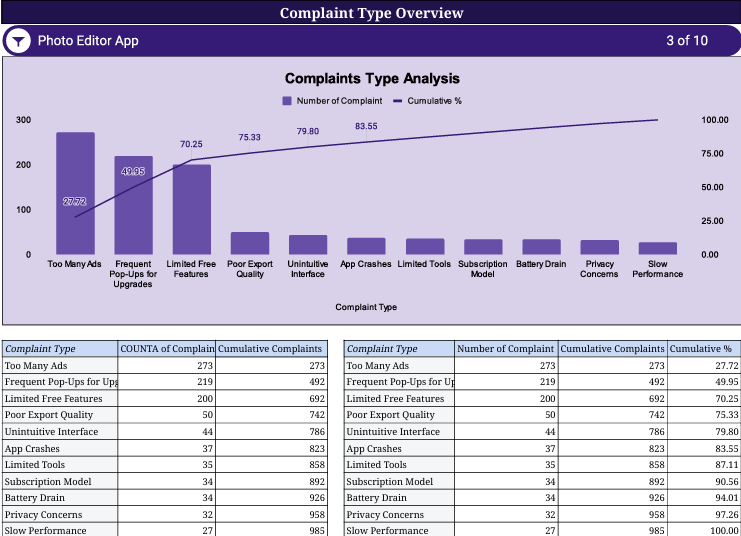 Complaint Type Overview
Photo Editor App 3 of 10
Complaints Type Analysis
Number of Complaint Cumulative %
300 100.00
200 75.00
100 50.00
0 25.00
0.00
27.72
49.95
70.25
75.33
79.80
83.55
Too Many Ads
Frequent
Pop-Ups for
Upgrades
Limited Free
Features
Poor Export
Quality
Unintuitive
Interface
App Crashes
Limited Tools
Subscription
Model
Battery Drain
Privacy
Concerns
Slow
Performance
Complaint Type
Complaint Type COUNTA of Complain Cumulative Complaints
Too Many Ads 273 273
Frequent Pop-Ups for Upg 219 492
Limited Free Features 200 692
Poor Export Quality 50 742
Unintuitive Interface 44 786
App Crashes 37 823
Limited Tools 35 858
Subscription Model 34 892
Battery Drain 34 926
Privacy Concerns 32 958
Slow Performance 27 985
Complaint Type Number of Complaint Cumulative Complaints Cumulative %
Too Many Ads 273 273 27.72
Frequent Pop-Ups for Up 219 492 49.95
Limited Free Features 200 692 70.25
Poor Export Quality 50 742 75.33
Unintuitive Interface 44 786 79.80
App Crashes 37 823 83.55
Limited Tools 35 858 87.11
Subscription Model 34 892 90.56
Battery Drain 34 926 94.01
Privacy Concerns 32 958 97.26
Slow Performance 27 985 100.00